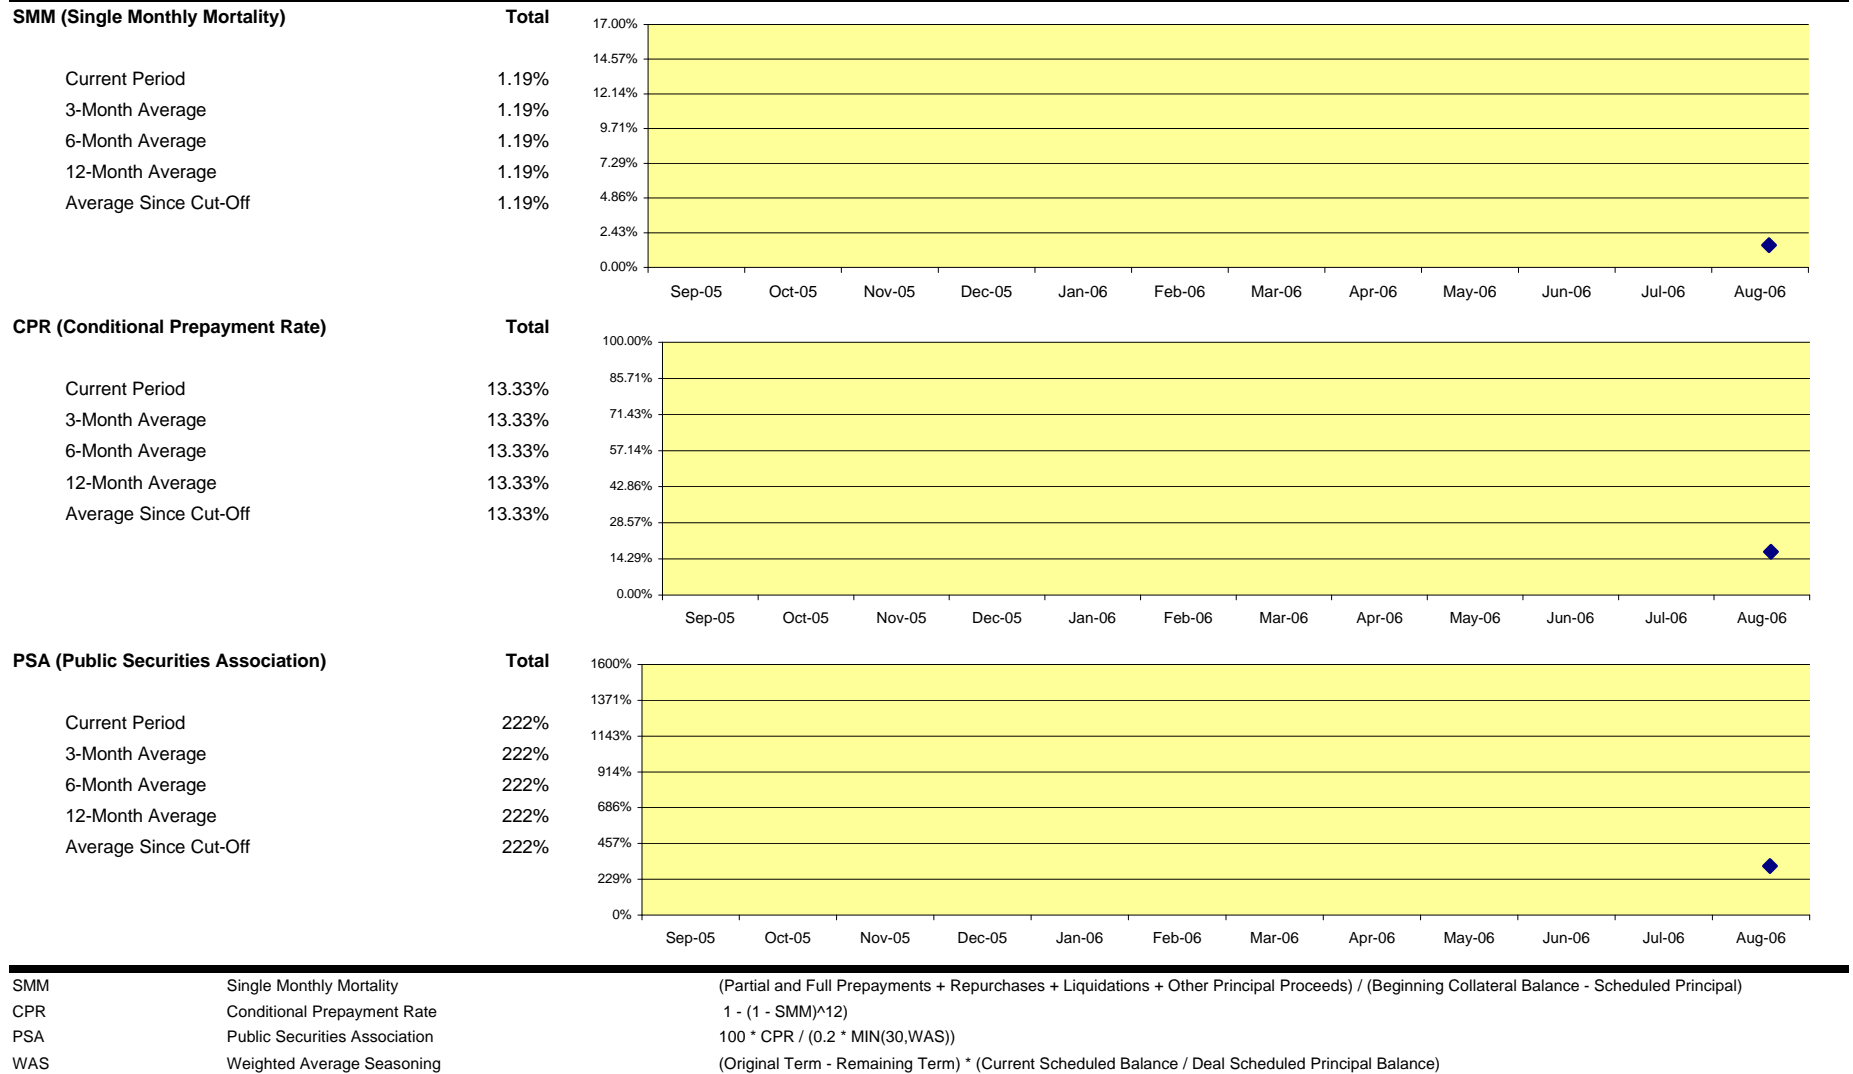 SMM (Single Monthly Mortality) Total
Current Period 1.19%
3-Month Average 1.19%
6-Month Average 1.19%
12-Month Average 1.19%
Average Since Cut-Off 1.19%
17.00%
14.57%
12.14%
9.71%
7.29%
4.86%
2.43%
0.00%
Sep-05 Oct-05 Nov-05 Dec-05 Jan-06 Feb-06 Mar-06 Apr-06 May-06 Jun-06 Jul-06 Aug-06
CPR (Conditional Prepayment Rate) Total
Current Period 13.33%
3-Month Average 13.33%
6-Month Average 13.33%
12-Month Average 13.33%
Average Since Cut-Off 13.33%
100.00%
85.71%
71.43%
57.14%
42.86%
28.57%
14.29%
0.00%
Sep-05 Oct-05 Nov-05 Dec-05 Jan-06 Feb-06 Mar-06 Apr-06 May-06 Jun-06 Jul-06 Aug-06
PSA (Public Securities Association) Total
Current Period 222%
3-Month Average 222%
6-Month Average 222%
12-Month Average 222%
Average Since Cut-Off 222%
1600%
1371%
1143%
914%
686%
457%
229%
0%
Sep-05 Oct-05 Nov-05 Dec-05 Jan-06 Feb-06 Mar-06 Apr-06 May-06 Jun-06 Jul-06 Aug-06
SMM Single Monthly Mortality (Partial and Full Prepayments + Repurchases + Liquidations + Other Principal Proceeds) / (Beginning Collateral Balance - Scheduled Principal)
CPR Conditional Prepayment Rate 1 - (1 - SMM)^12)
PSA Public Securities Association 100 * CPR / (0.2 * MIN(30,WAS))
WAS Weighted Average Seasoning (Original Term - Remaining Term) * (Current Scheduled Balance / Deal Scheduled Principal Balance)